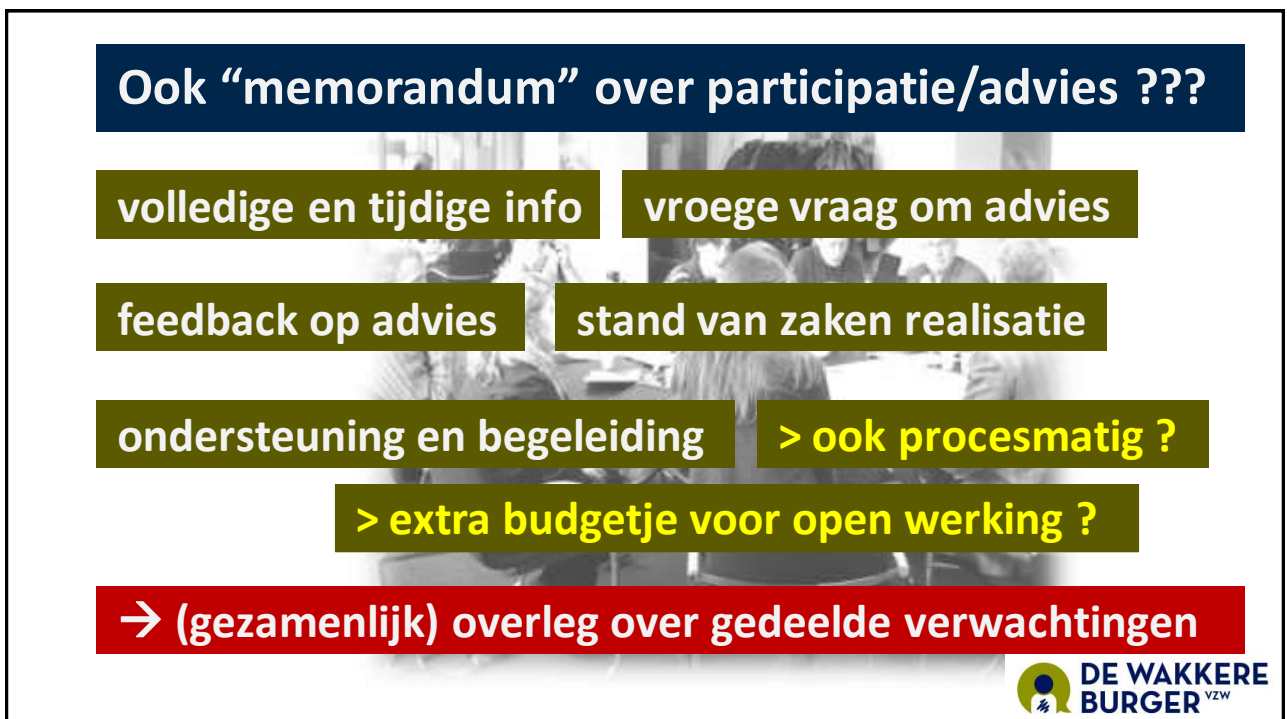 Ook “memorandum” over participatie/advies ???
volledige en tijdige info
vroege vraag om advies
feedback op advies
stand van zaken realisatie
ondersteuning en begeleiding
> ook procesmatig ?
> extra budgetje voor open werking ?
→ (gezamenlijk) overleg over gedeelde verwachtingen
DE WAKKERE
BURGER VZW